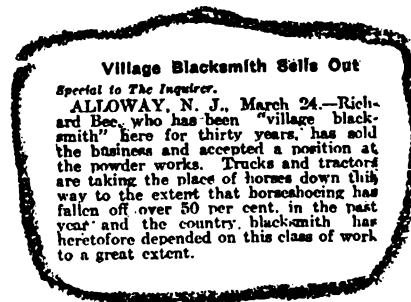 Village Blacksmith Sells Out
Special to The Inquirer.
ALLOWAY, N. J., March 24.—Rich-
ard Bee, who has been "village black-
smith" here for thirty years, has sold
the business and accepted a position at
the powder works. Trucks and tractors
are taking the place of horses down this
way to the extent that horseshoeing has
fallen off over 50 per cent. in the past
year and the country blacksmith has
heretofore depended on this class of work
to a great extent.